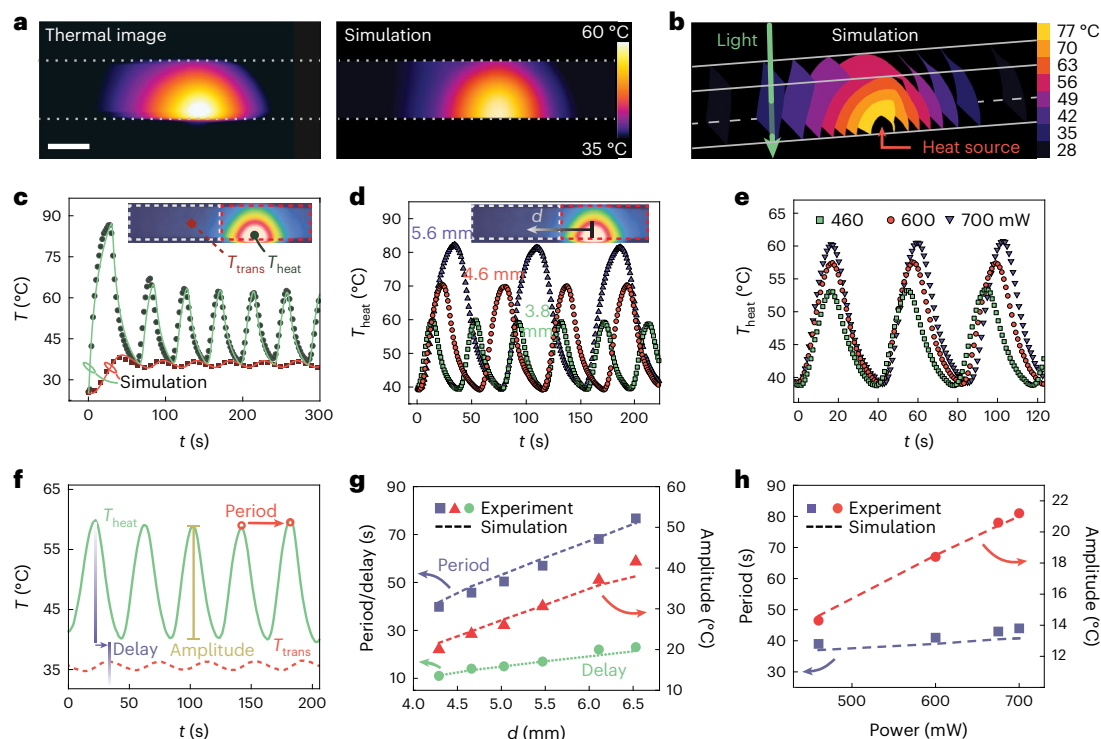 a
Thermal image
Simulation
60 °C
35 °C
b
Light
Simulation
Heat source
77 °C
70
63
56
49
42
35
28
c
T (°C)
90
75
60
45
30
T trans
T heat
Simulation
0
100
200
300
t (s)
d
T heat (°C)
90
80
70
60
50
40
d
5.6 mm
4.6 mm
3.8 mm
0
50
100
150
200
t (s)
e
460
600
700 mW
T heat (°C)
65
60
55
50
45
40
0
20
40
60
80
100
120
t (s)
f
T (°C)
65
55
45
35
T heat
Period
Delay
Amplitude
T trans
0
50
100
150
200
t (s)
g
Period/delay (s)
90
70
50
30
10
Experiment
Simulation
Period
Delay
60
50
40
30
20
10
Amplitude (°C)
4.0
4.5
5.0
5.5
6.0
6.5
d (mm)
h
Period (s)
90
80
70
60
50
40
30
Experiment
Simulation
22
20
18
16
14
12
Amplitude (°C)
500
600
700
Power (mW)